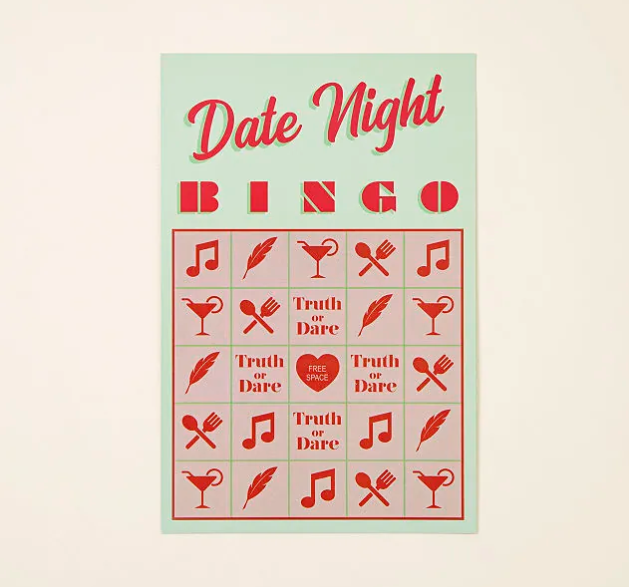 Date Night
BINGO
Truth
or
Dare
Truth
or
Dare
FREE
SPACE
Truth
or
Dare
Truth
or
Dare